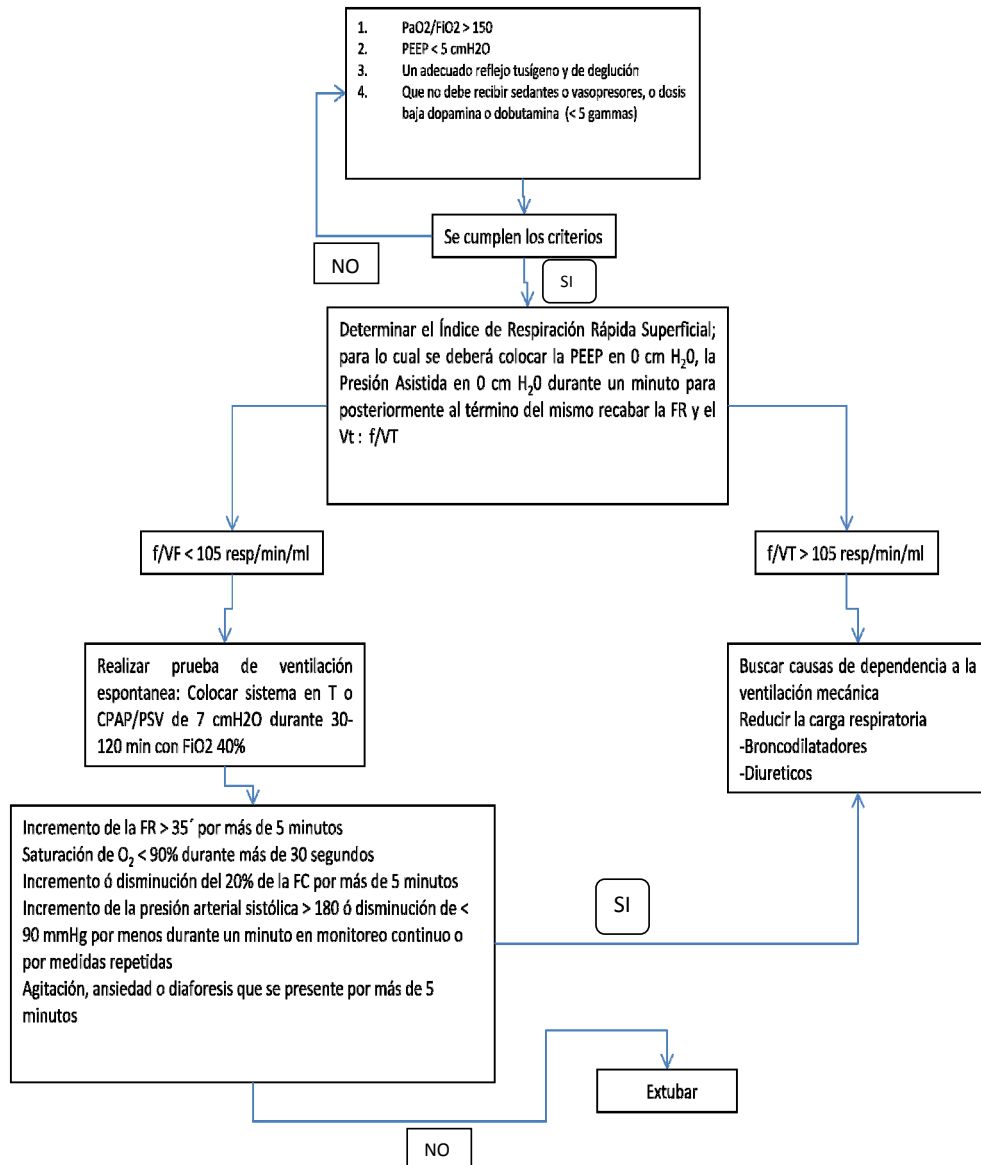 1. PaO2/FiO2 > 150
2. PEEP < 5 cmH2O
3. Un adecuado reflejo tusígeno y de deglución
4. Que no debe recibir sedantes o vasopresores, o dosis
baja dopamina o dobutamina (< 5 gammas)
Se cumplen los criterios
NO
SI
Determinar el Índice de Respiración Rápida Superficial;
para lo cual se deberá colocar la PEEP en 0 cm H₂0, la
Presión Asistida en 0 cm H₂0 durante un minuto para
posteriormente al término del mismo recabar la FR y el
Vt : f/VT
f/VF < 105 resp/min/ml
f/VT > 105 resp/min/ml
Realizar prueba de ventilación
espontanea: Colocar sistema en T o
CPAP/PSV de 7 cmH2O durante 30-
120 min con FiO2 40%
Buscar causas de dependencia a la
ventilación mecánica
Reducir la carga respiratoria
-Broncodilatadores
-Diureticos
Incremento de la FR > 35´ por más de 5 minutos
Saturación de O₂ < 90% durante más de 30 segundos
Incremento ó disminución del 20% de la FC por más de 5 minutos
Incremento de la presión arterial sistólica > 180 ó disminución de <
90 mmHg por menos durante un minuto en monitoreo continuo o
por medidas repetidas
Agitación, ansiedad o diaforesis que se presente por más de 5
minutos
SI
Extubar
NO